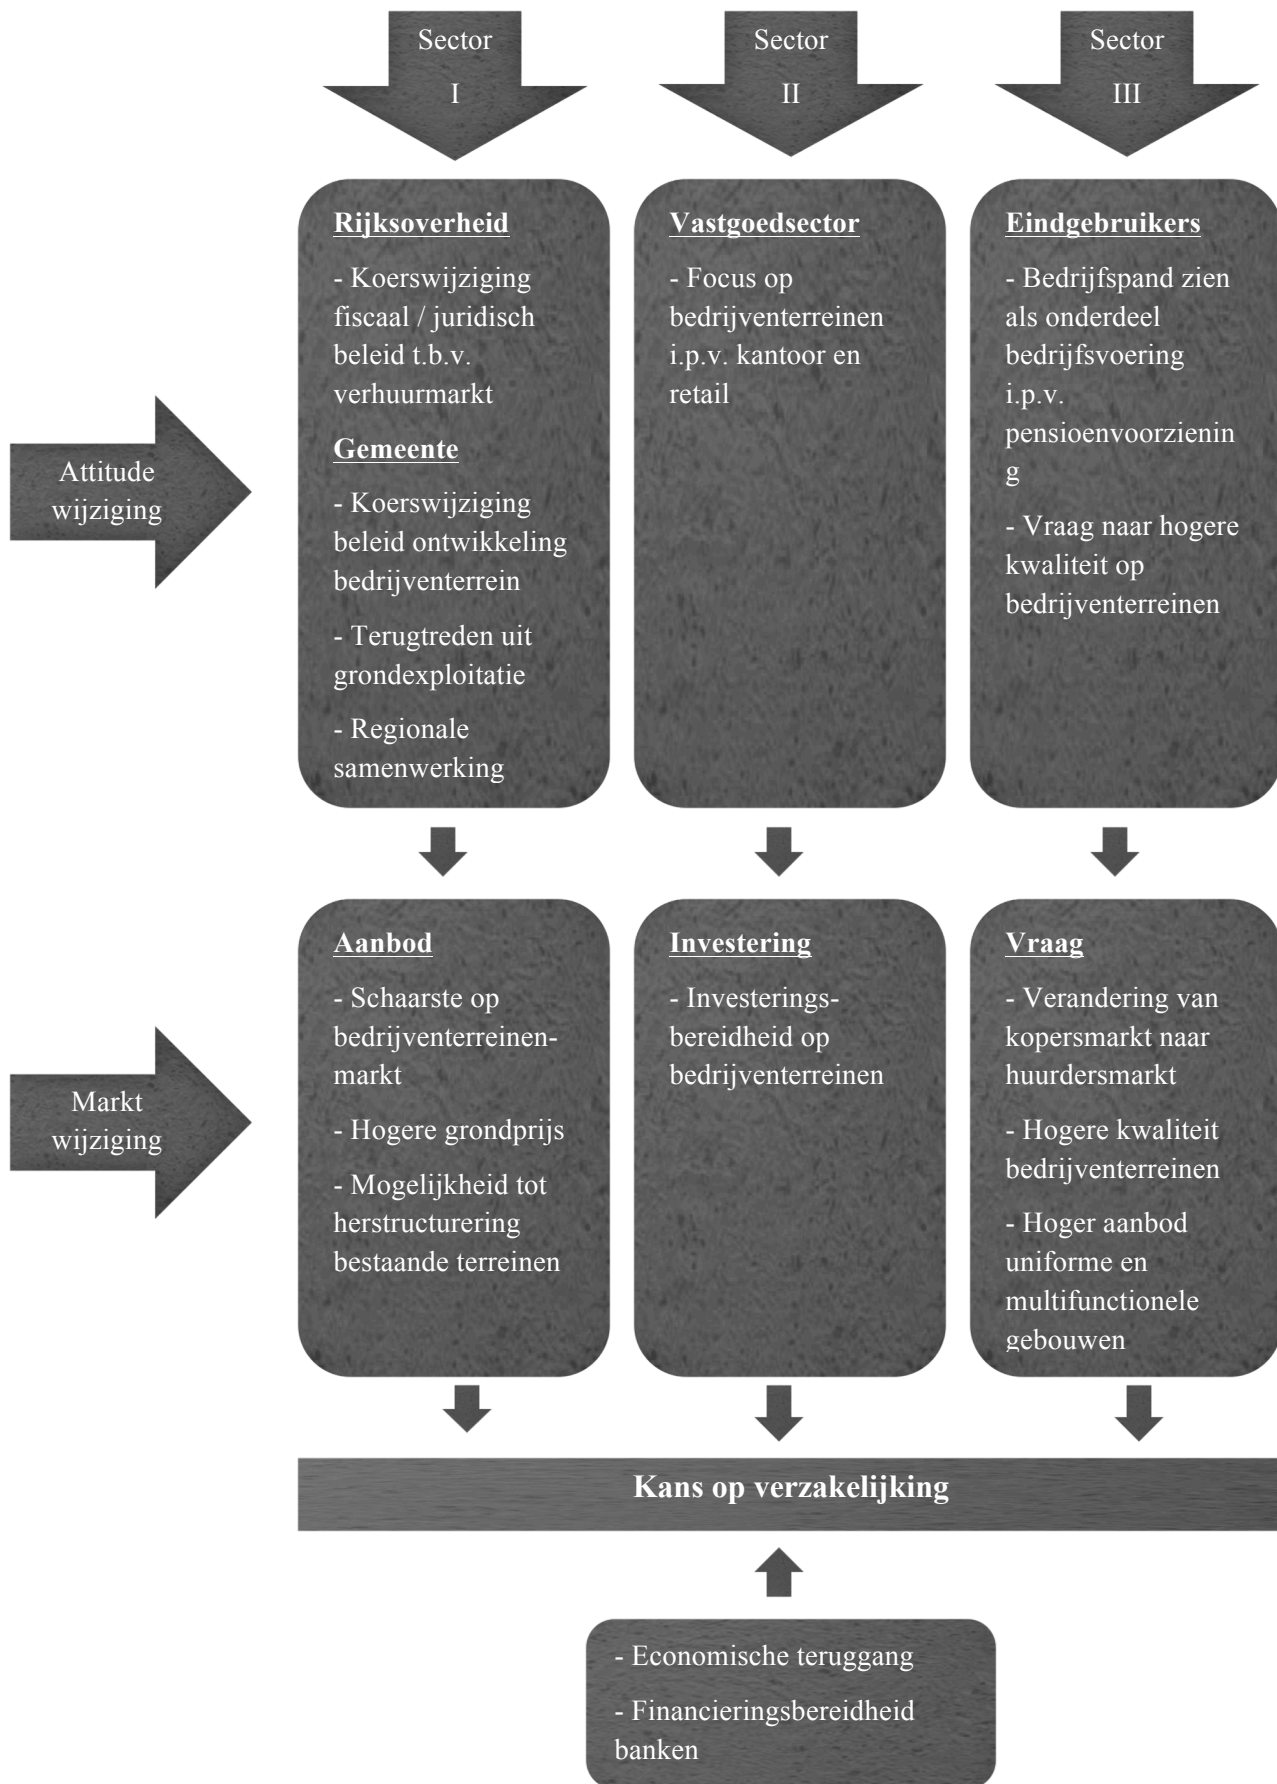 Sector
I
Sector
II
Sector
III
Rijksoverheid
- Koerswijziging
fiscaal / juridisch
beleid t.b.v.
verhuurmarkt
Gemeente
- Koerswijziging
beleid ontwikkeling
bedrijventerrein
- Terugtreden uit
grondexploitatie
- Regionale
samenwerking
Vastgoedsector
- Focus op
bedrijventerreinen
i.p.v. kantoor en
retail
Eindgebruikers
- Bedrijfspand zien
als onderdeel
bedrijfsvoering
i.p.v.
pensioenvoorzienin
g
- Vraag naar hogere
kwaliteit op
bedrijventerreinen
Attitude
wijziging
Aanbod
- Schaarste op
bedrijventerreinen-
markt
- Hogere grondprijs
- Mogelijkheid tot
herstructurering
bestaande terreinen
Investering
- Investerings-
bereidheid op
bedrijventerreinen
Vraag
- Verandering van
kopersmarkt naar
huurdersmarkt
- Hogere kwaliteit
bedrijventerreinen
- Hoger aanbod
uniforme en
multifunctionele
gebouwen
Markt
wijziging
Kans op verzakelijking
- Economische teruggang
- Financieringsbereidheid
banken